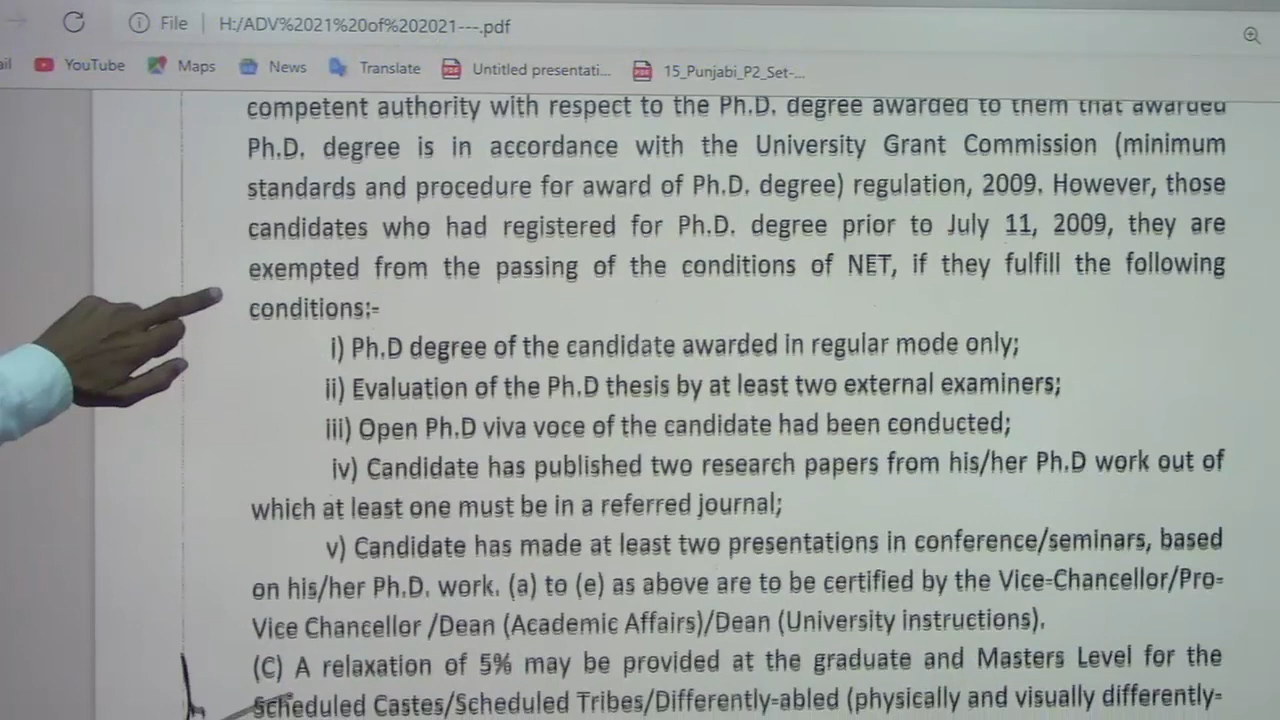 File H:/ADV%2021%20of%202021---.pdf
ail YouTube Maps News Translate Untitled presentati... 15_Punjabi_P2_Set-...
competent authority with respect to the Ph.D. degree awarded to them that awarded
Ph.D. degree is in accordance with the University Grant Commission (minimum
standards and procedure for award of Ph.D. degree) regulation, 2009. However, those
candidates who had registered for Ph.D. degree prior to July 11, 2009, they are
exempted from the passing of the conditions of NET, if they fulfill the following
conditions:-
i) Ph.D degree of the candidate awarded in regular mode only;
ii) Evaluation of the Ph.D thesis by at least two external examiners;
iii) Open Ph.D viva voce of the candidate had been conducted;
iv) Candidate has published two research papers from his/her Ph.D work out of
which at least one must be in a referred journal;
v) Candidate has made at least two presentations in conference/seminars, based
on his/her Ph.D. work. (a) to (e) as above are to be certified by the Vice-Chancellor/Pro-
Vice Chancellor /Dean (Academic Affairs)/Dean (University instructions).
(C) A relaxation of 5% may be provided at the graduate and Masters Level for the
Scheduled Castes/Scheduled Tribes/Differently-abled (physically and visually differently-